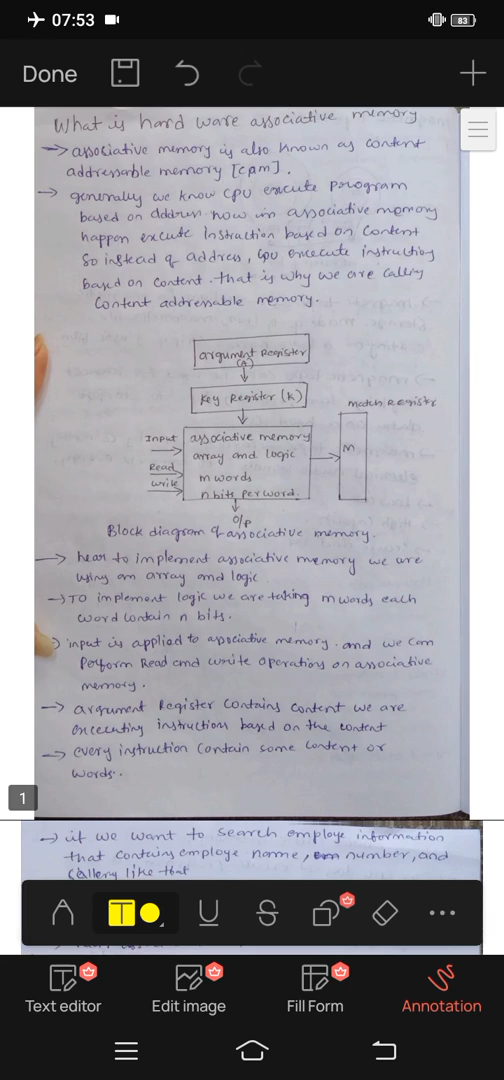 07:53
83
Done
What is hard ware associative memory
→ associative memory is also known as content
addressable memory [CAM].
→ generally we know CPU execute program
based on address now in associative memory
happen excute instruction based on content
so instead of address, CPU execute instruction
based on content. that is why we are calling
content addressable memory.
argument Register
(A)
key Register (K)
match Register
Input
Read
write
associative memory
array and logic
m words
n bits per word
M
O/P
Block diagram of associative memory.
→ hear to implement associative memory we are
using an array and logic
→ TO implement logic we are taking m words each
word contain n bits.
→ input is applied to associative memory. and we can
perform Read and write operations on associative
memory.
→ argument Register contains content we are
executing instructions based on the content
→ every instruction contain some content or
words.
1
→ if we want to search employe information
that contains employe name, number, and
like that
T
U
S
Text editor
Edit image
Fill Form
Annotation